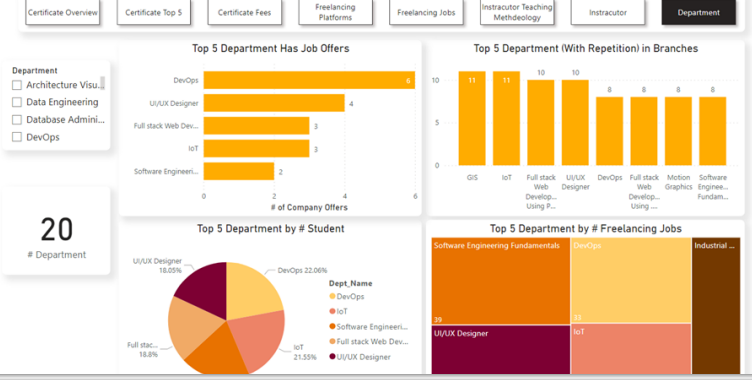 Certificate Overview
Certificate Top 5
Certificate Fees
Freelancing
Platforms
Freelancing Jobs
Instracutor Teaching
Methdeology
Instracutor
Department
Department
Architecture Visu...
Data Engineering
Database Admini...
DevOps
20
# Department
Top 5 Department Has Job Offers
DevOps
6
UI/UX Designer
4
Full stack Web Dev...
3
IoT
3
Software Engineeri...
2
0
2
4
6
# of Company Offers
Top 5 Department (With Repetition) in Branches
10
5
0
11
11
10
10
8
8
8
8
GIS
IoT
Full stack
Web
Develop...
Using P...
UI/UX
Designer
DevOps
Full stack
Web
Develop...
Using ....
Motion
Graphics
Software
Enginee...
Fundam...
Top 5 Department by # Student
UI/UX Designer
18.05%
DevOps 22.06%
Full stac...
18.8%
IoT
21.55%
Dept_Name
DevOps
IoT
Software Engineeri...
Full stack Web Dev...
UI/UX Designer
Top 5 Department by # Freelancing Jobs
Software Engineering Fundamentals
39
DevOps
33
Industrial ...
UI/UX Designer
IoT